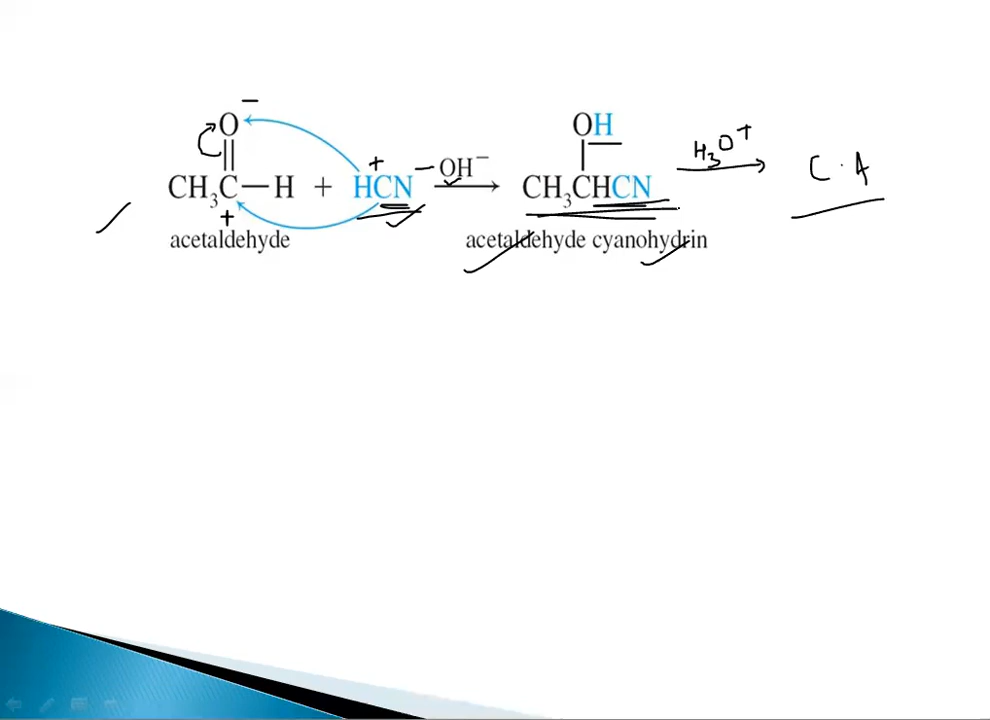 O −
CH₃C–H + HCN OH⁻ → CH₃CHCN H₃O⁺ → C·A
+ + −
OH
acetaldehyde acetaldehyde cyanohydrin